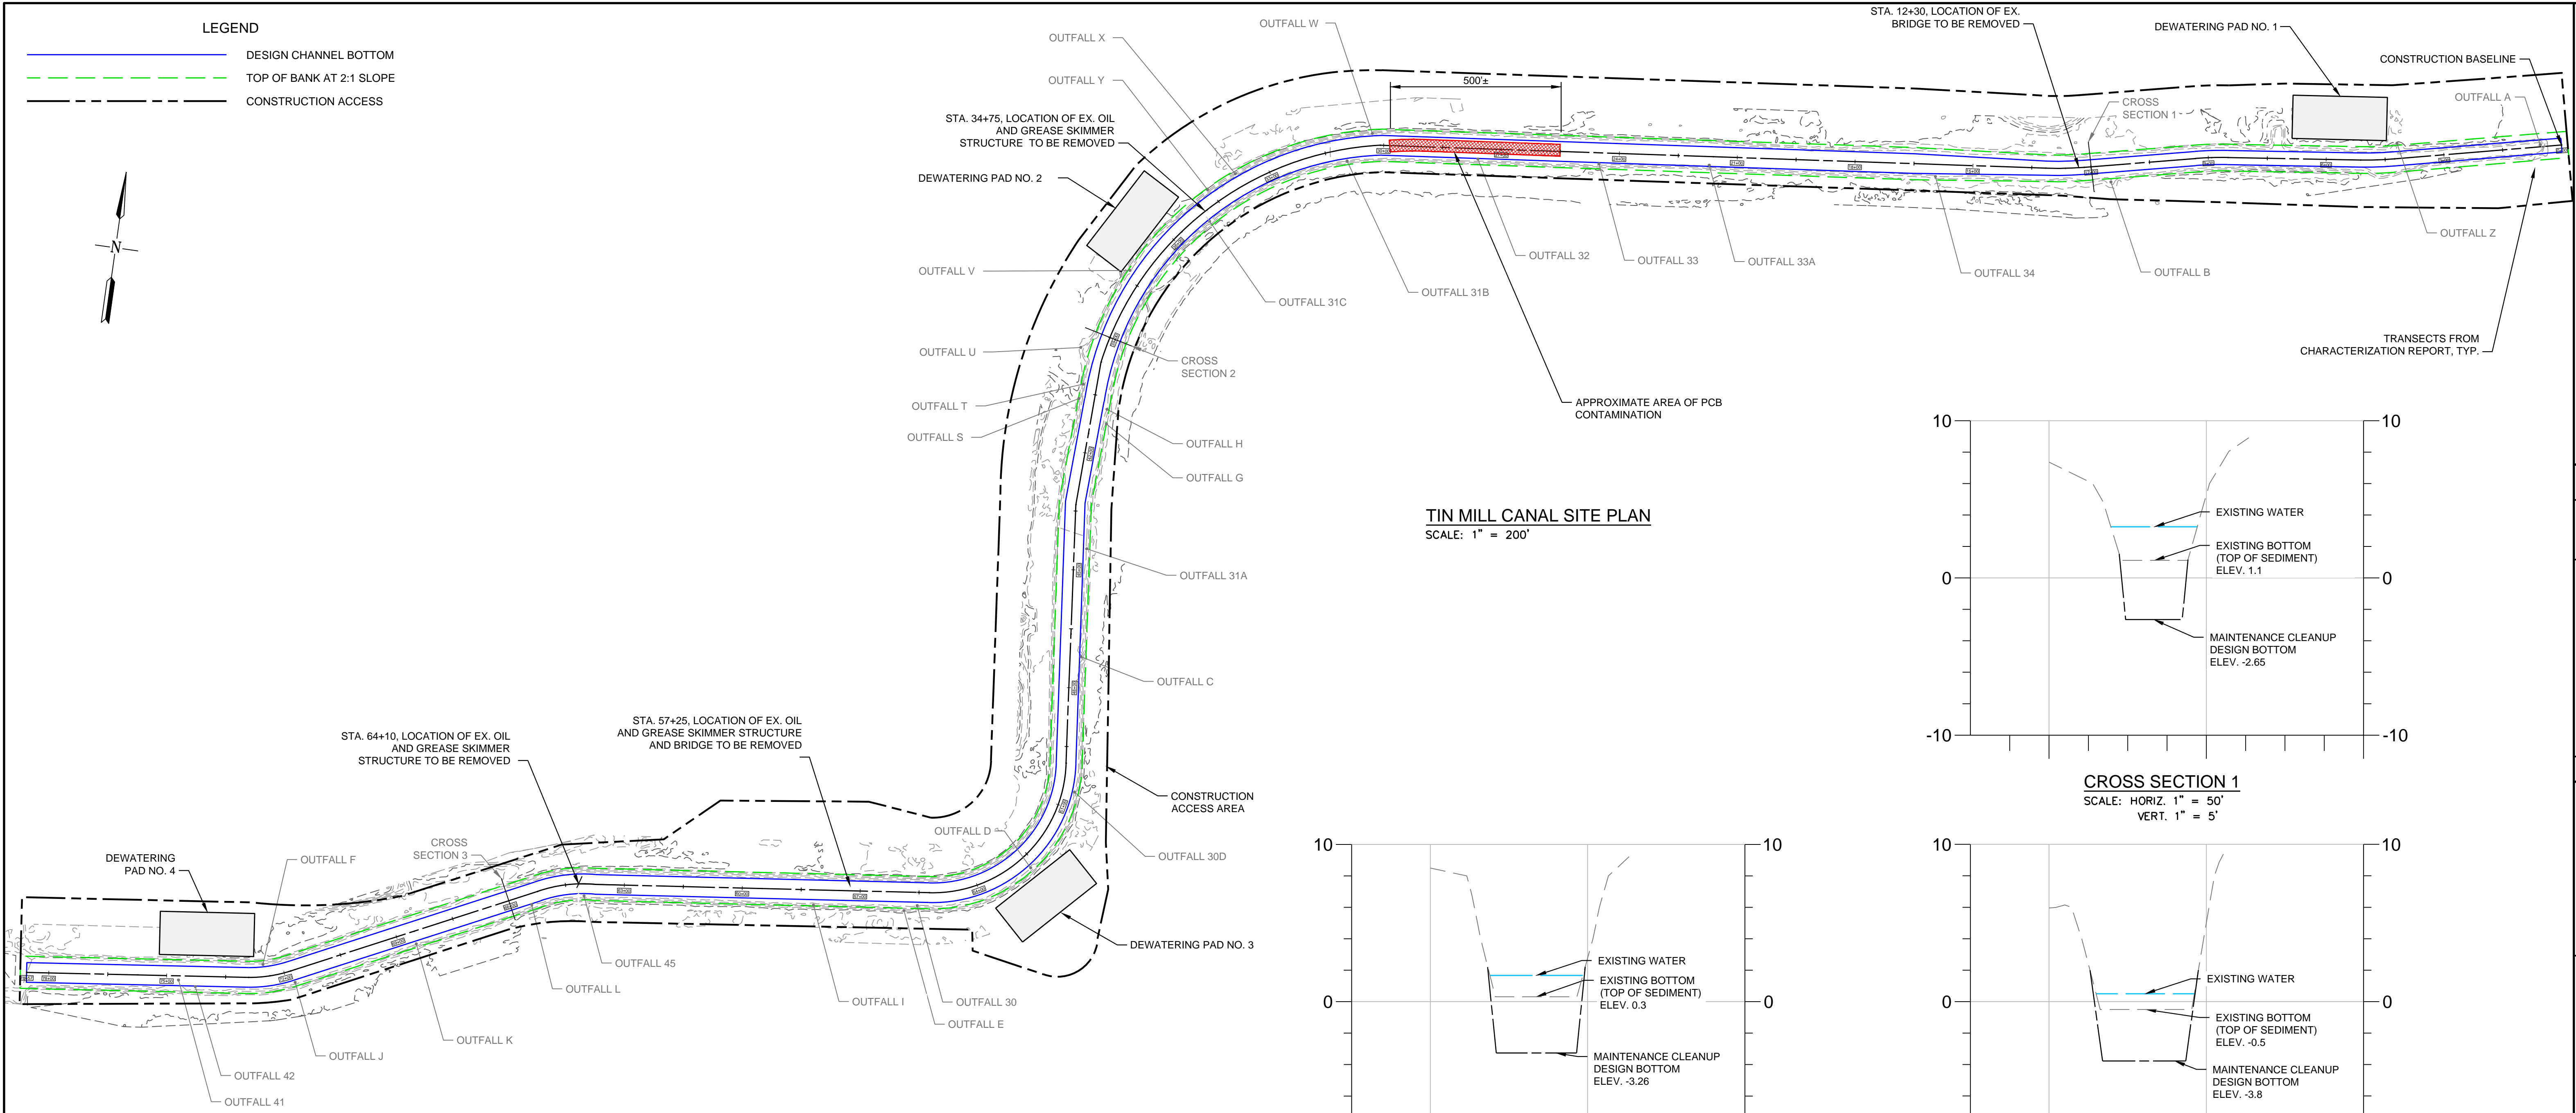 LEGEND
DESIGN CHANNEL BOTTOM
TOP OF BANK AT 2:1 SLOPE
CONSTRUCTION ACCESS
N
OUTFALL W
OUTFALL X
OUTFALL Y
STA. 34+75, LOCATION OF EX. OIL
AND GREASE SKIMMER
STRUCTURE TO BE REMOVED
DEWATERING PAD NO. 2
500'±
STA. 12+30, LOCATION OF EX.
BRIDGE TO BE REMOVED
DEWATERING PAD NO. 1
CONSTRUCTION BASELINE
CROSS
SECTION 1
OUTFALL A
OUTFALL Z
OUTFALL B
OUTFALL 34
OUTFALL 33A
OUTFALL 33
OUTFALL 32
OUTFALL 31B
OUTFALL 31C
TRANSECTS FROM
CHARACTERIZATION REPORT, TYP.
OUTFALL V
OUTFALL U
CROSS
SECTION 2
OUTFALL T
OUTFALL S
OUTFALL H
OUTFALL G
APPROXIMATE AREA OF PCB
CONTAMINATION
TIN MILL CANAL SITE PLAN
SCALE: 1" = 200'
OUTFALL 31A
OUTFALL C
CONSTRUCTION
ACCESS AREA
OUTFALL D
OUTFALL 30D
DEWATERING PAD NO. 3
STA. 57+25, LOCATION OF EX. OIL
AND GREASE SKIMMER STRUCTURE
AND BRIDGE TO BE REMOVED
STA. 64+10, LOCATION OF EX. OIL
AND GREASE SKIMMER
STRUCTURE TO BE REMOVED
CROSS
SECTION 3
DEWATERING
PAD NO. 4
OUTFALL F
OUTFALL 45
OUTFALL L
OUTFALL I
OUTFALL 30
OUTFALL E
OUTFALL K
OUTFALL J
OUTFALL 42
OUTFALL 41
10
10
0
0
-10
-10
EXISTING WATER
EXISTING BOTTOM
(TOP OF SEDIMENT)
ELEV. 1.1
MAINTENANCE CLEANUP
DESIGN BOTTOM
ELEV. -2.65
CROSS SECTION 1
SCALE: HORIZ. 1" = 50'
VERT. 1" = 5'
10
10
0
0
EXISTING WATER
EXISTING BOTTOM
(TOP OF SEDIMENT)
ELEV. 0.3
MAINTENANCE CLEANUP
DESIGN BOTTOM
ELEV. -3.26
10
10
0
0
EXISTING WATER
EXISTING BOTTOM
(TOP OF SEDIMENT)
ELEV. -0.5
MAINTENANCE CLEANUP
DESIGN BOTTOM
ELEV. -3.8